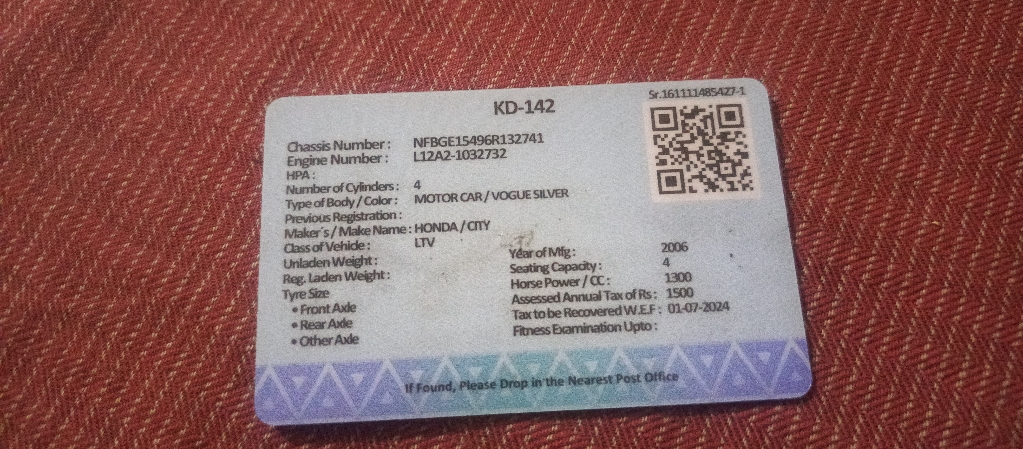 Sr.161111485427-1
KD-142
Chassis Number : NFBGE15496R132741
Engine Number : L12A2-1032732
HPA :
Number of Cylinders : 4
Type of Body / Color : MOTOR CAR / VOGUE SILVER
Previous Registration :
Maker's / Make Name : HONDA / CITY
Class of Vehicle : LTV
Unladen Weight :
Reg. Laden Weight :
Tyre Size
• Front Axle
• Rear Axle
• Other Axle
Year of Mfg : 2006
Seating Capacity : 4
Horse Power / CC : 1300
Assessed Annual Tax of Rs : 1500
Tax to be Recovered W.E.F : 01-07-2024
Fitness Examination Upto :
If Found, Please Drop in the Nearest Post Office